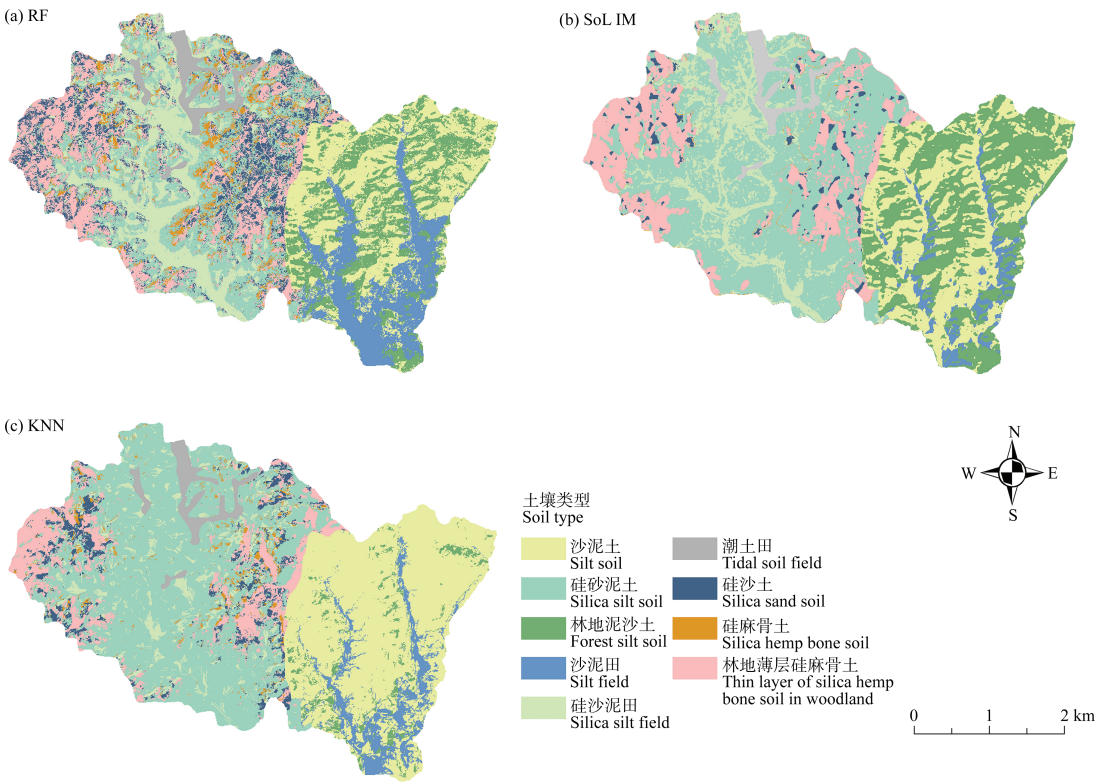 (a) RF
(b) SoL IM
(c) KNN
N
W
E
S
土壤类型
Soil type
沙泥土
Silt soil
硅砂泥土
Silica silt soil
林地泥沙土
Forest silt soil
沙泥田
Silt field
硅沙泥田
Silica silt field
潮土田
Tidal soil field
硅沙土
Silica sand soil
硅麻骨土
Silica hemp bone soil
林地薄层硅麻骨土
Thin layer of silica hemp
bone soil in woodland
0 1 2 km